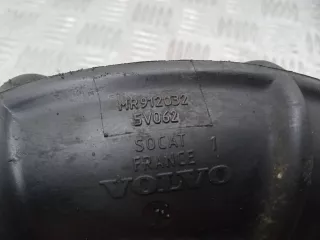 MR912032
5V062
SOCAT 1
FRANCE
VOLVO